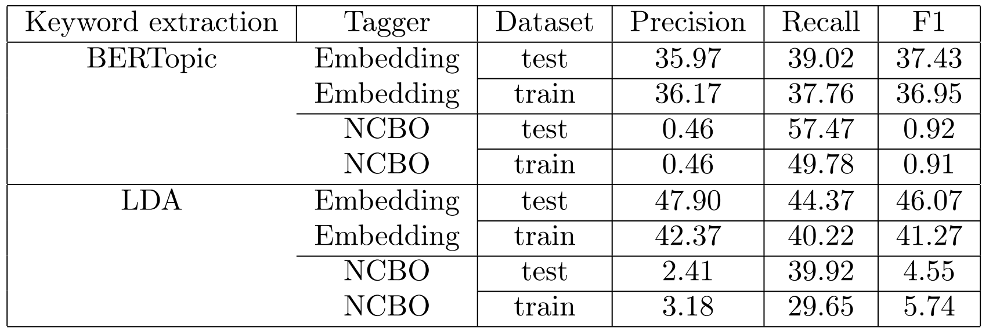 Keyword extraction Tagger Dataset Precision Recall F1
BERTopic Embedding test 35.97 39.02 37.43
Embedding train 36.17 37.76 36.95
NCBO test 0.46 57.47 0.92
NCBO train 0.46 49.78 0.91
LDA Embedding test 47.90 44.37 46.07
Embedding train 42.37 40.22 41.27
NCBO test 2.41 39.92 4.55
NCBO train 3.18 29.65 5.74